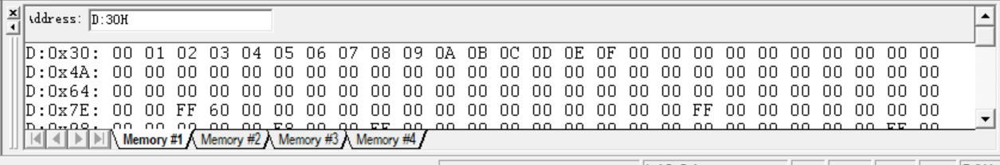 Address: D:30H
D:0x30: 00 01 02 03 04 05 06 07 08 09 0A 0B 0C 0D 0E 0F 00 00 00 00 00 00 00 00 00 00
D:0x4A: 00 00 00 00 00 00 00 00 00 00 00 00 00 00 00 00 00 00 00 00 00 00 00 00 00 00
D:0x64: 00 00 00 00 00 00 00 00 00 00 00 00 00 00 00 00 00 00 00 00 00 00 00 00 00 00
D:0x7E: 00 00 FF 60 00 00 00 00 00 00 00 00 00 00 00 00 00 00 FF 00 00 00 00 00 00 00
Memory #1 Memory #2 Memory #3 Memory #4